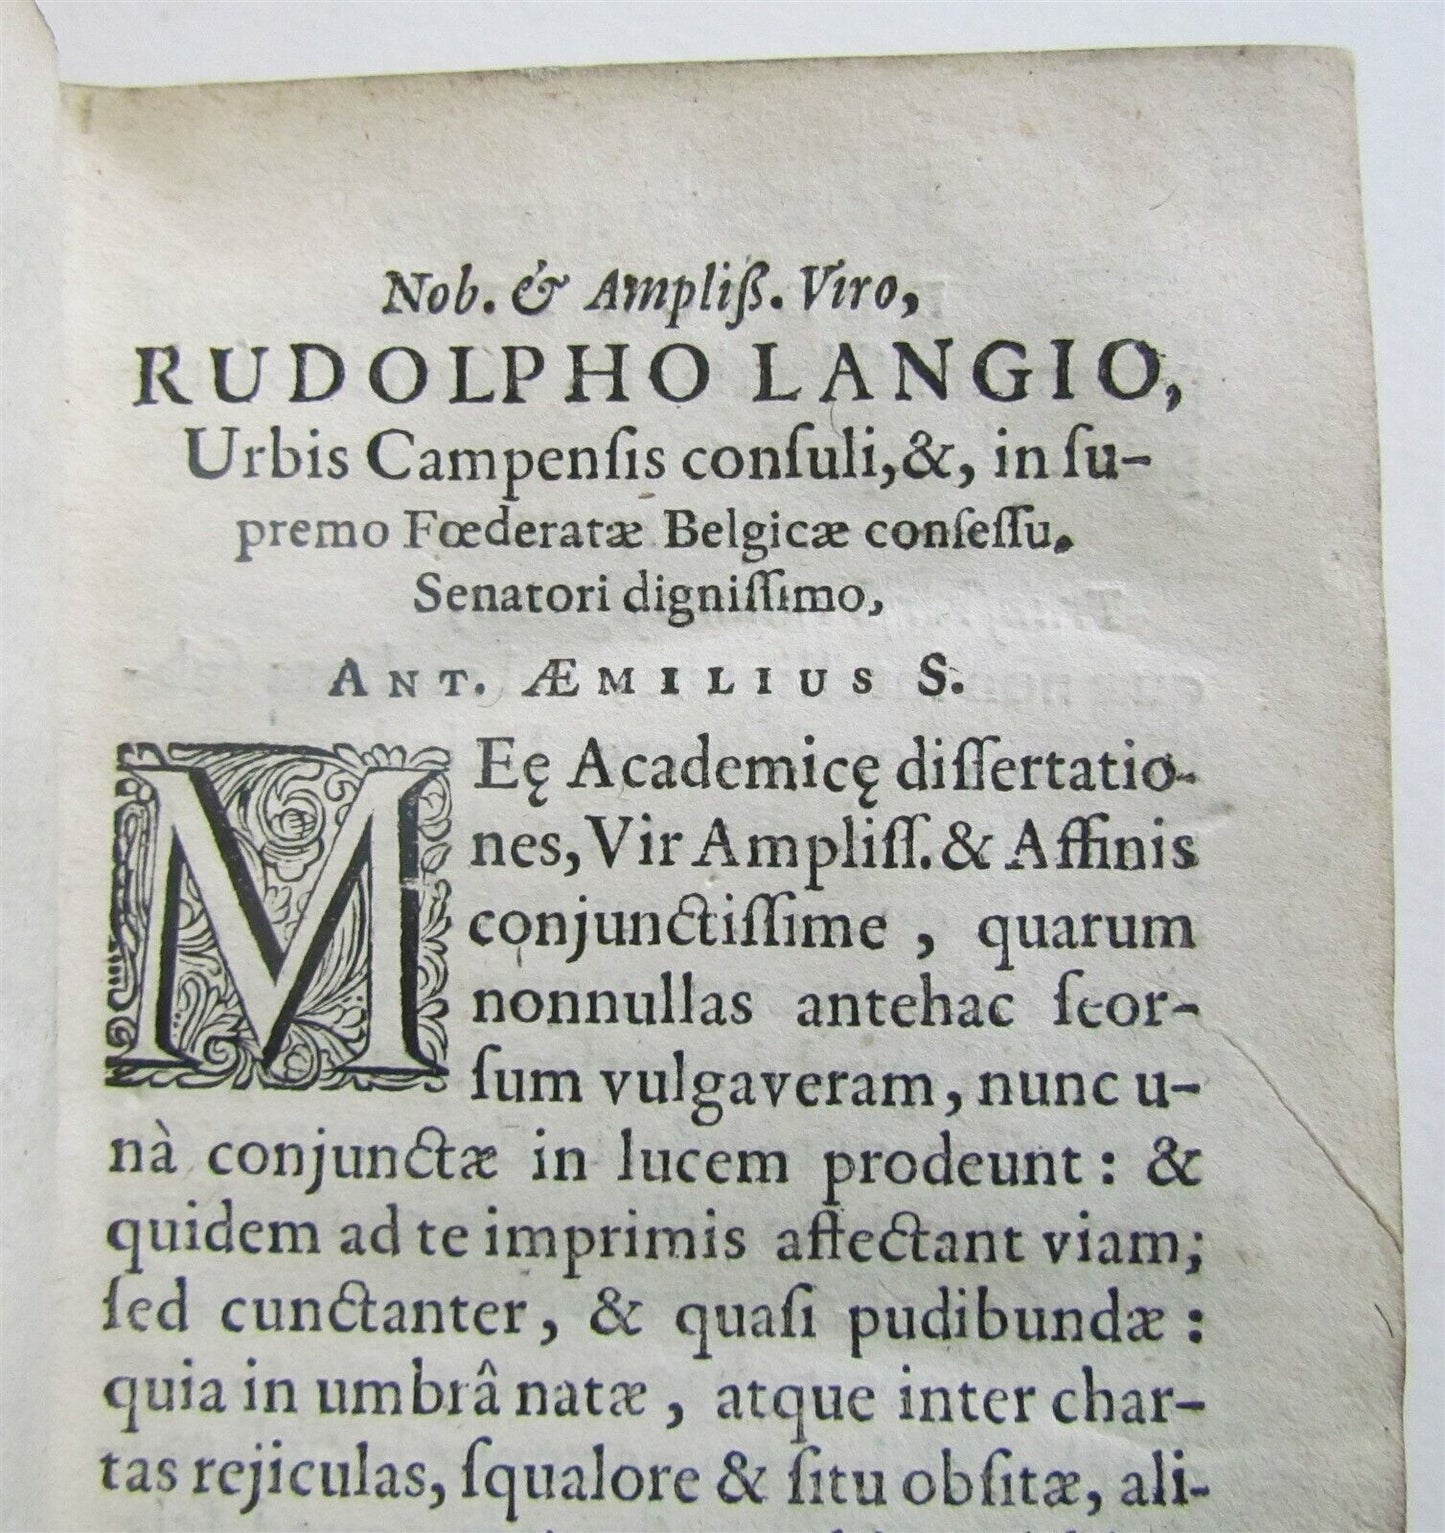 Nob. & Ampliß. Viro,
RUDOLPHO LANGIO,
Urbis Campenſis conſuli,&, in ſu-
premo Fœderatæ Belgicæ conſeſſu.
Senatori digniſſimo,
ANT. ÆMILIUS S.
MEę Academicę diſſertatio-
nes, Vir Ampliſſ. & Affinis
conjunctiſſime , quarum
nonnullas antehac ſeor-
ſum vulgaveram, nunc u-
nà conjunctæ in lucem prodeunt : &
quidem ad te imprimis affectant viam;
ſed cunctanter, & quaſi pudibundæ :
quia in umbrâ natæ , atque inter char-
tas rejiculas, ſqualore & ſitu obſitæ, ali-